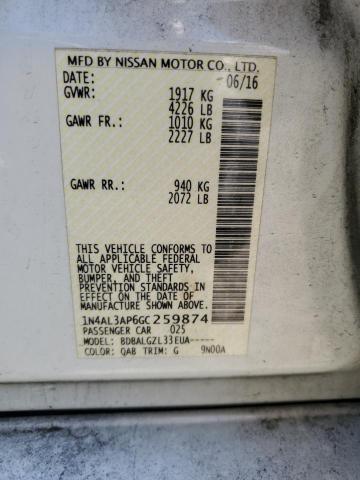 MFD BY NISSAN MOTOR CO., LTD.
DATE: 06/16
GVWR: 1917 KG
4226 LB
GAWR FR.: 1010 KG
2227 LB
GAWR RR.: 940 KG
2072 LB
THIS VEHICLE CONFORMS TO
ALL APPLICABLE FEDERAL
MOTOR VEHICLE SAFETY,
BUMPER, AND THEFT
PREVENTION STANDARDS IN
EFFECT ON THE DATE OF
MANUFACTURE SHOWN ABOVE.
1N4AL3AP6GC259874
PASSENGER CAR 025
MODEL: BDBALGZL33EUA-----
COLOR: QAB TRIM: G 9N00A